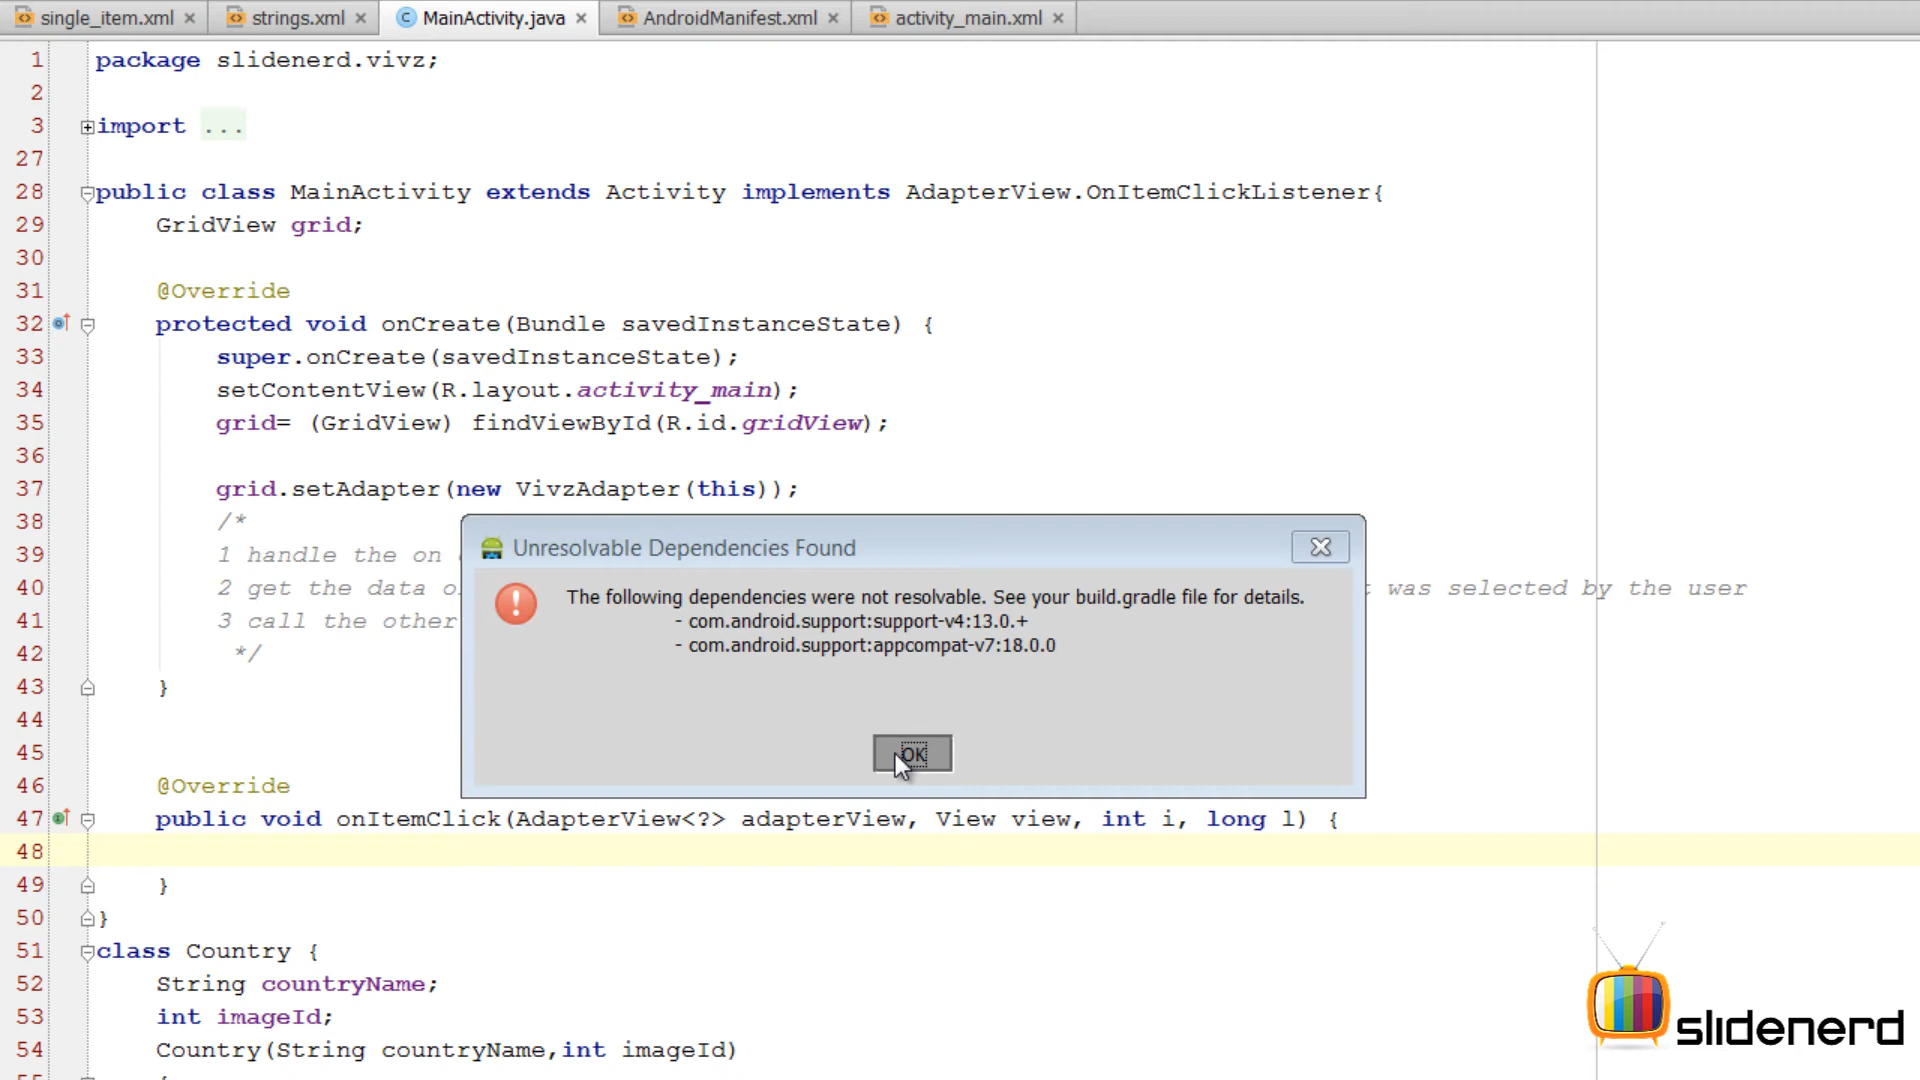 single_item.xml strings.xml MainActivity.java AndroidManifest.xml activity_main.xml
1 package slidenerd.vivz;
2
3 import ...
27
28 public class MainActivity extends Activity implements AdapterView.OnItemClickListener{
29 GridView grid;
30
31 @Override
32 protected void onCreate(Bundle savedInstanceState) {
33 super.onCreate(savedInstanceState);
34 setContentView(R.layout.activity_main);
35 grid= (GridView) findViewById(R.id.gridView);
36
37 grid.setAdapter(new VivzAdapter(this));
38 /*
39 1 handle the on
40 2 get the data was selected by the user
41 3 call the other
42 */
43 }
44
45
46 @Override
47 public void onItemClick(AdapterView<?> adapterView, View view, int i, long l) {
48
49 }
50 }
51 class Country {
52 String countryName;
53 int imageId;
54 Country(String countryName,int imageId)
Unresolvable Dependencies Found
The following dependencies were not resolvable. See your build.gradle file for details.
- com.android.support:support-v4:13.0.+
- com.android.support:appcompat-v7:18.0.0
OK
slidenerd